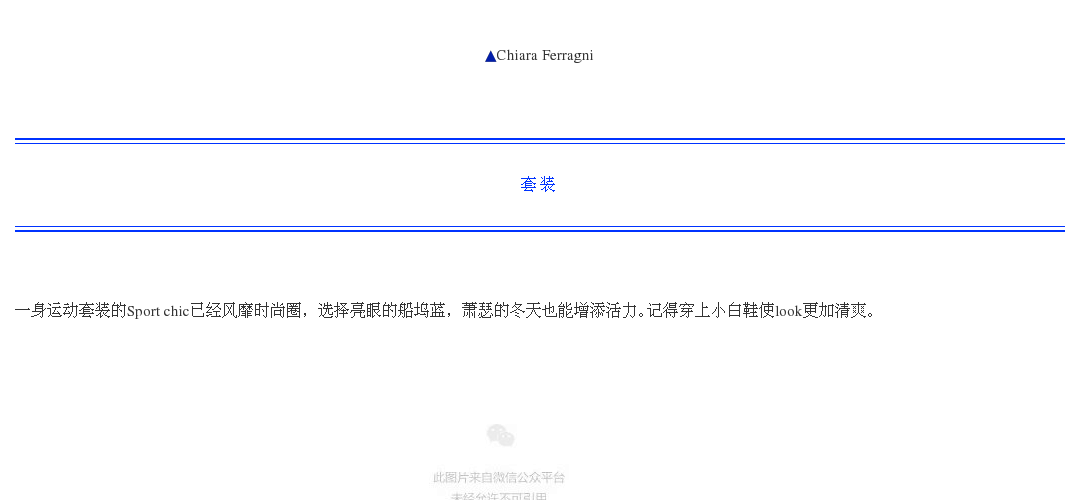 ▲Chiara Ferragni
套装
一身运动套装的Sport chic已经风靡时尚圈，选择亮眼的船坞蓝，萧瑟的冬天也能增添活力。记得穿上小白鞋使look更加清爽。
此图片来自微信公众平台
未经允许不可引用